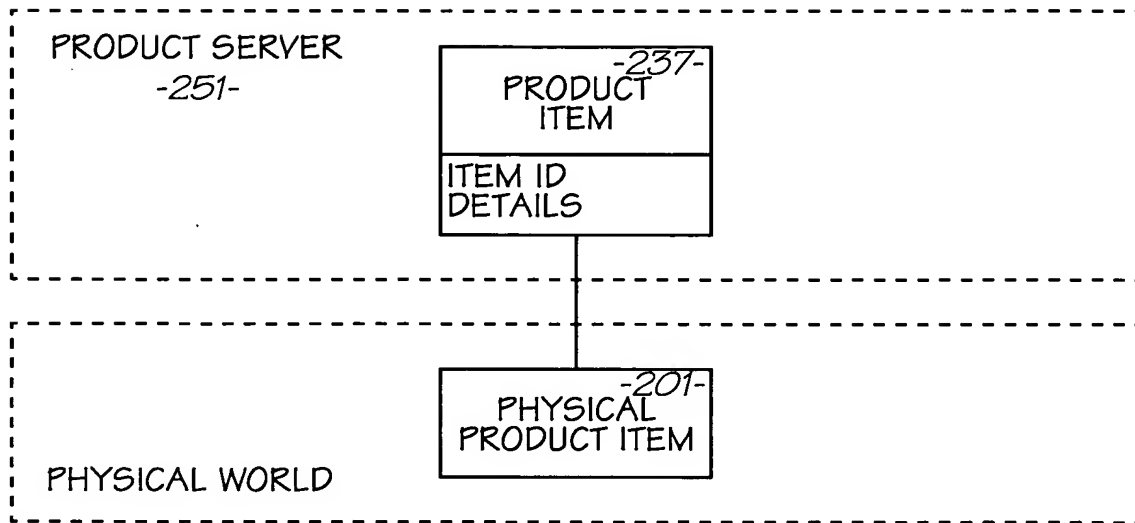 PRODUCT SERVER
-251-
-237-
PRODUCT
ITEM
ITEM ID
DETAILS
-201-
PHYSICAL
PRODUCT ITEM
PHYSICAL WORLD